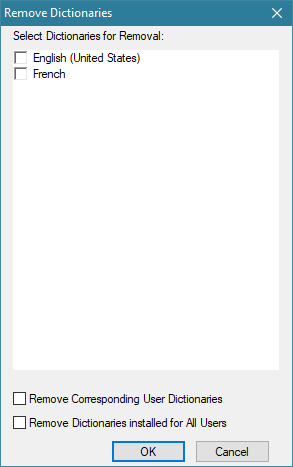 Remove Dictionaries
Select Dictionaries for Removal:
English (United States)
French
Remove Corresponding User Dictionaries
Remove Dictionaries installed for All Users
OK
Cancel